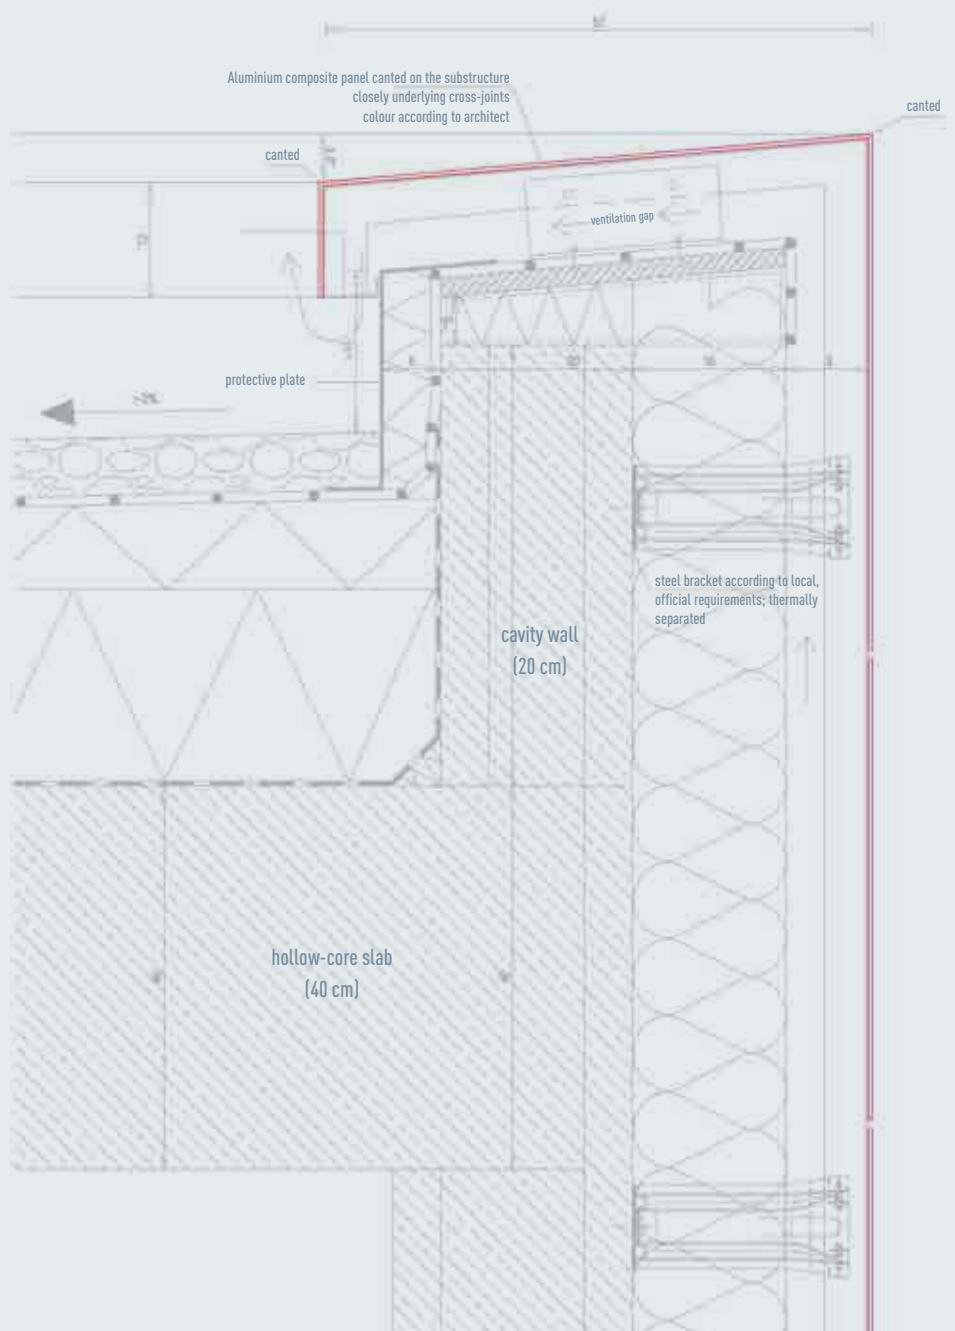 Aluminium composite panel canted on the substructure
closely underlying cross-joints
colour according to architect
canted
canted
ventilation gap
protective plate
steel bracket according to local,
official requirements; thermally
separated
cavity wall
(20 cm)
hollow-core slab
(40 cm)